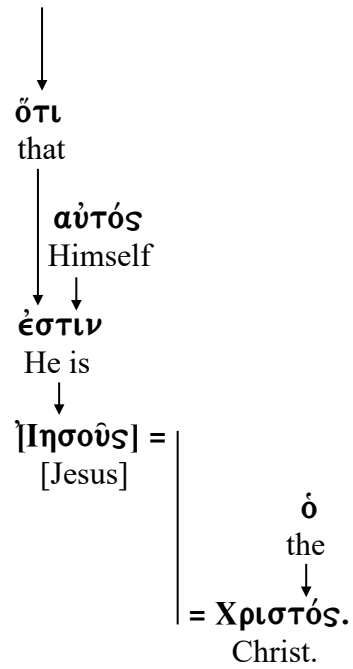 ὅτι
that
αὐτός
Himself
ἐστιν
He is
[Ἰησοῦς] =
[Jesus]
ὁ
the
= Χριστός.
Christ.